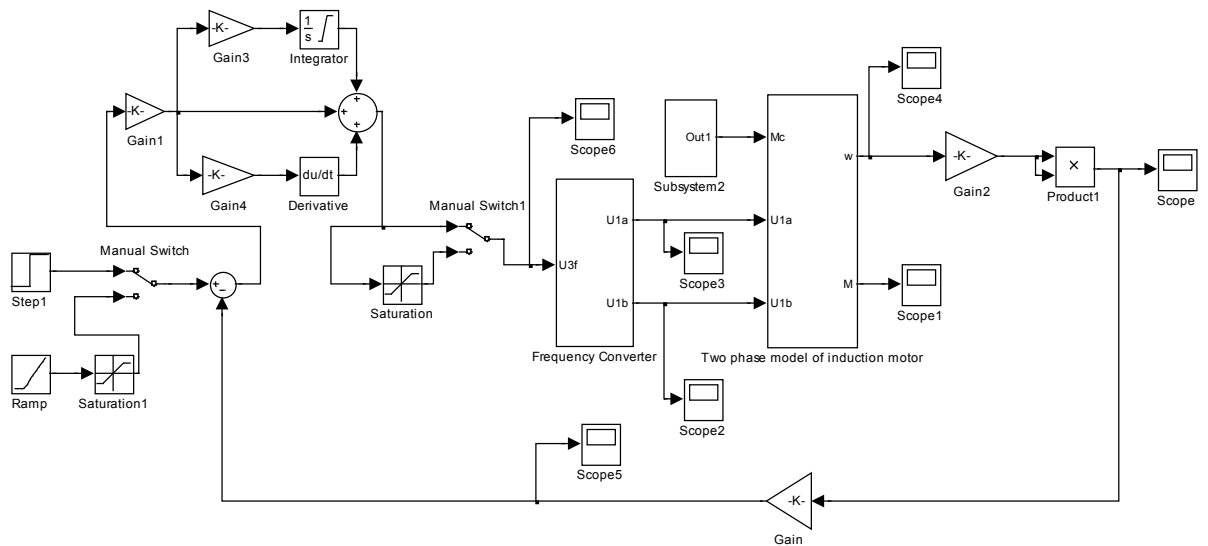 -K-
Gain3
1
s
Integrator
-K-
Gain1
+
+
+
-K-
Gain4
du/dt
Derivative
Scope6
Out1
Subsystem2
Scope4
Mc
w
U1a
U1b
M
Two phase model of induction motor
-K-
Gain2
×
Product1
Scope
Manual Switch1
Saturation
U3f
U1a
U1b
Frequency Converter
Scope3
Scope1
Scope2
Manual Switch
Step1
+
−
Ramp
Saturation1
Scope5
-K-
Gain